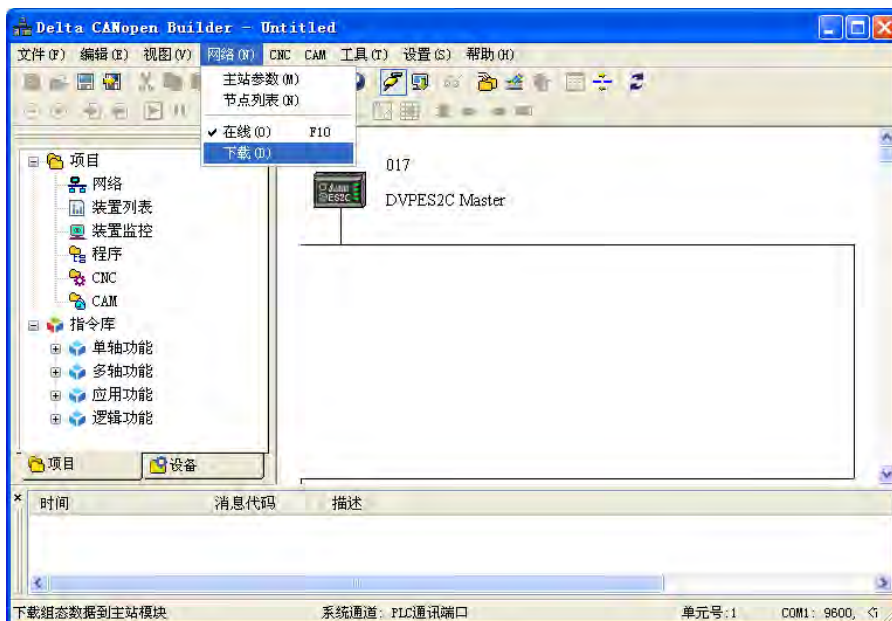 Delta CANopen Builder - Untitled
文件(F) 编辑(E) 视图(V) 网络(N) CNC CAM 工具(T) 设置(S) 帮助(H)
主站参数(M)
节点列表(N)
在线(O) F10
下载(D)
项目
网络
装置列表
装置监控
程序
CNC
CAM
指令库
单轴功能
多轴功能
应用功能
逻辑功能
项目 设备
017
DVPES2C Master
时间 消息代码 描述
下载组态数据到主站模块 系统通道: PLC通讯端口 单元号:1 COM1: 9600,